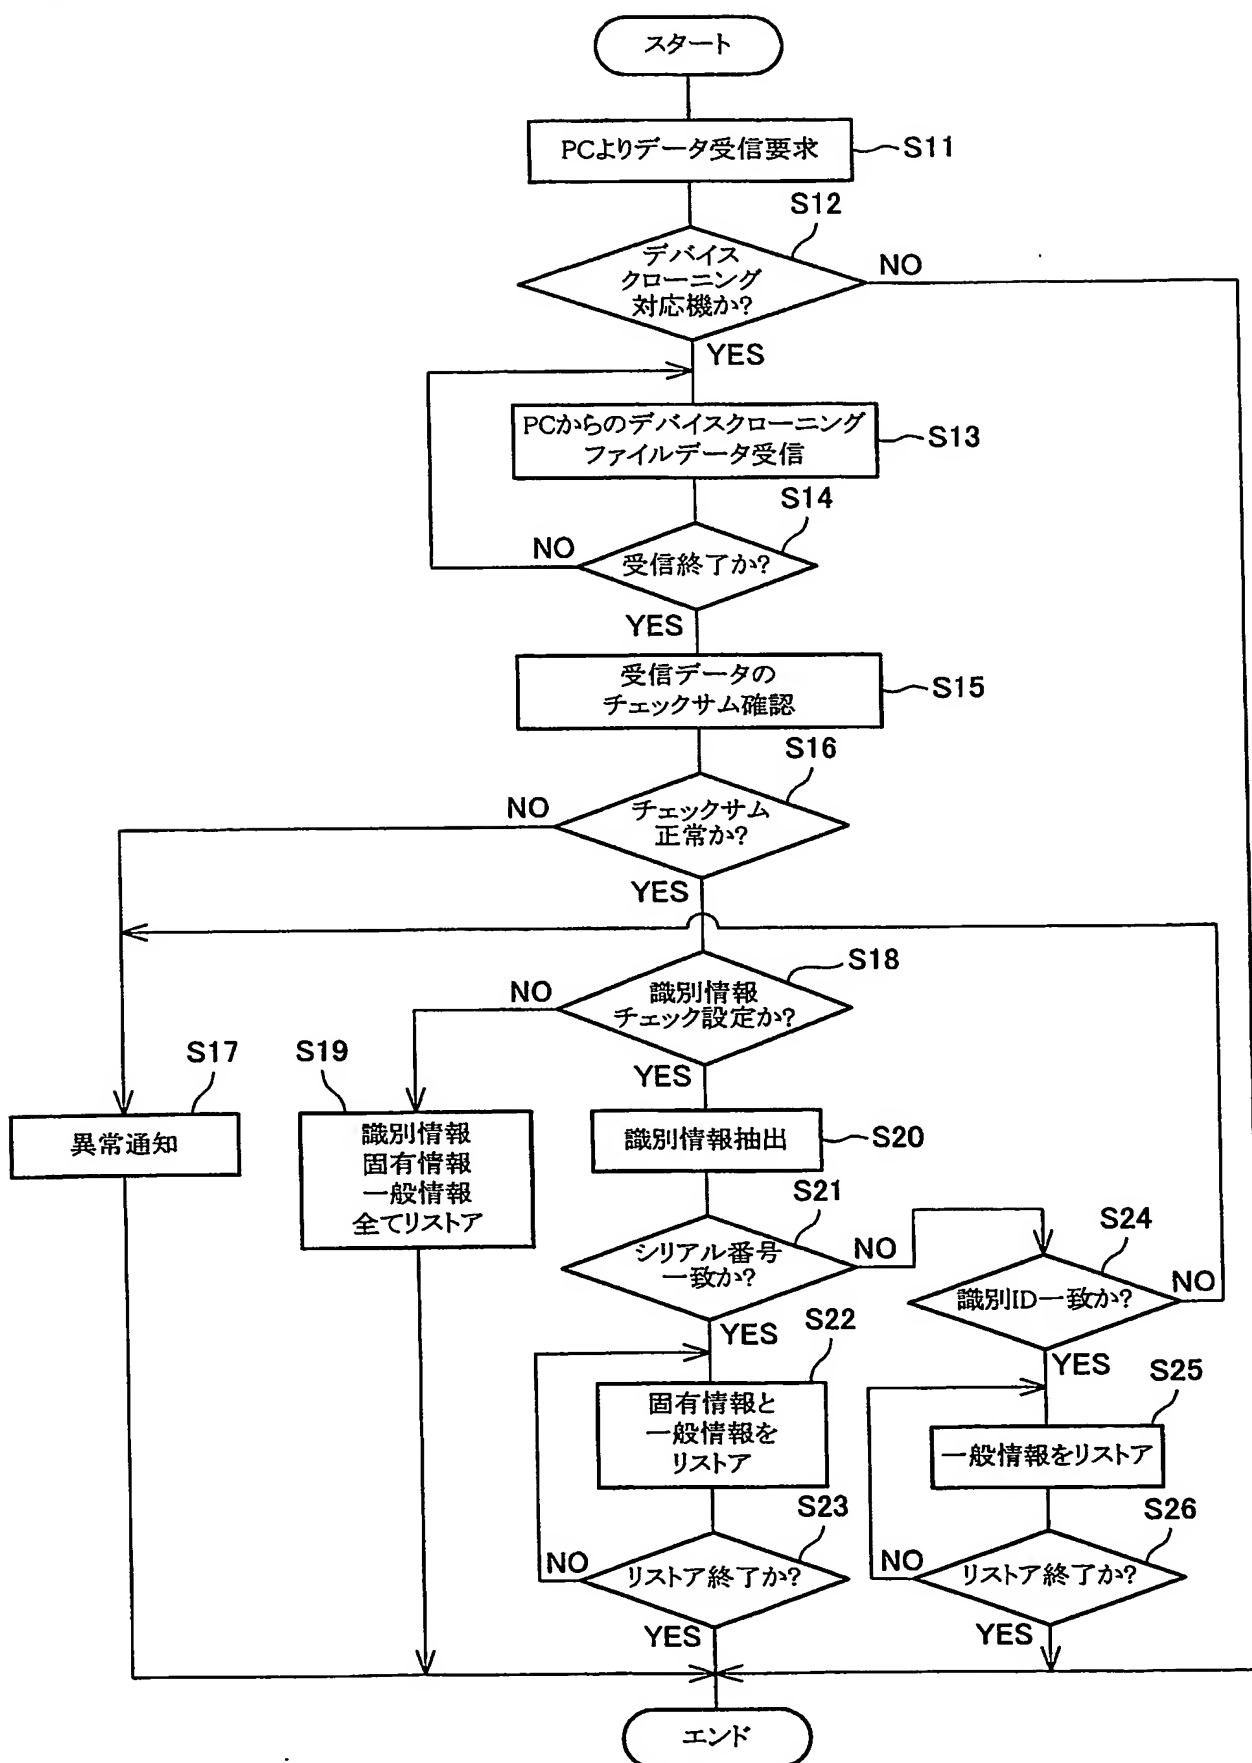 スタート
PCよりデータ受信要求
S11
S12
デバイス
クローニング
対応機か?
NO
YES
PCからのデバイスクローニング
ファイルデータ受信
S13
S14
受信終了か?
NO
YES
受信データの
チェックサム確認
S15
S16
チェックサム
正常か?
NO
YES
S18
識別情報
チェック設定か?
NO
YES
S17
異常通知
S19
識別情報
固有情報
一般情報
全てリストア
識別情報抽出
S20
S21
シリアル番号
一致か?
NO
YES
S24
識別ID一致か?
NO
YES
S22
固有情報と
一般情報を
リストア
S25
一般情報をリストア
S23
リストア終了か?
NO
YES
S26
リストア終了か?
NO
YES
エンド